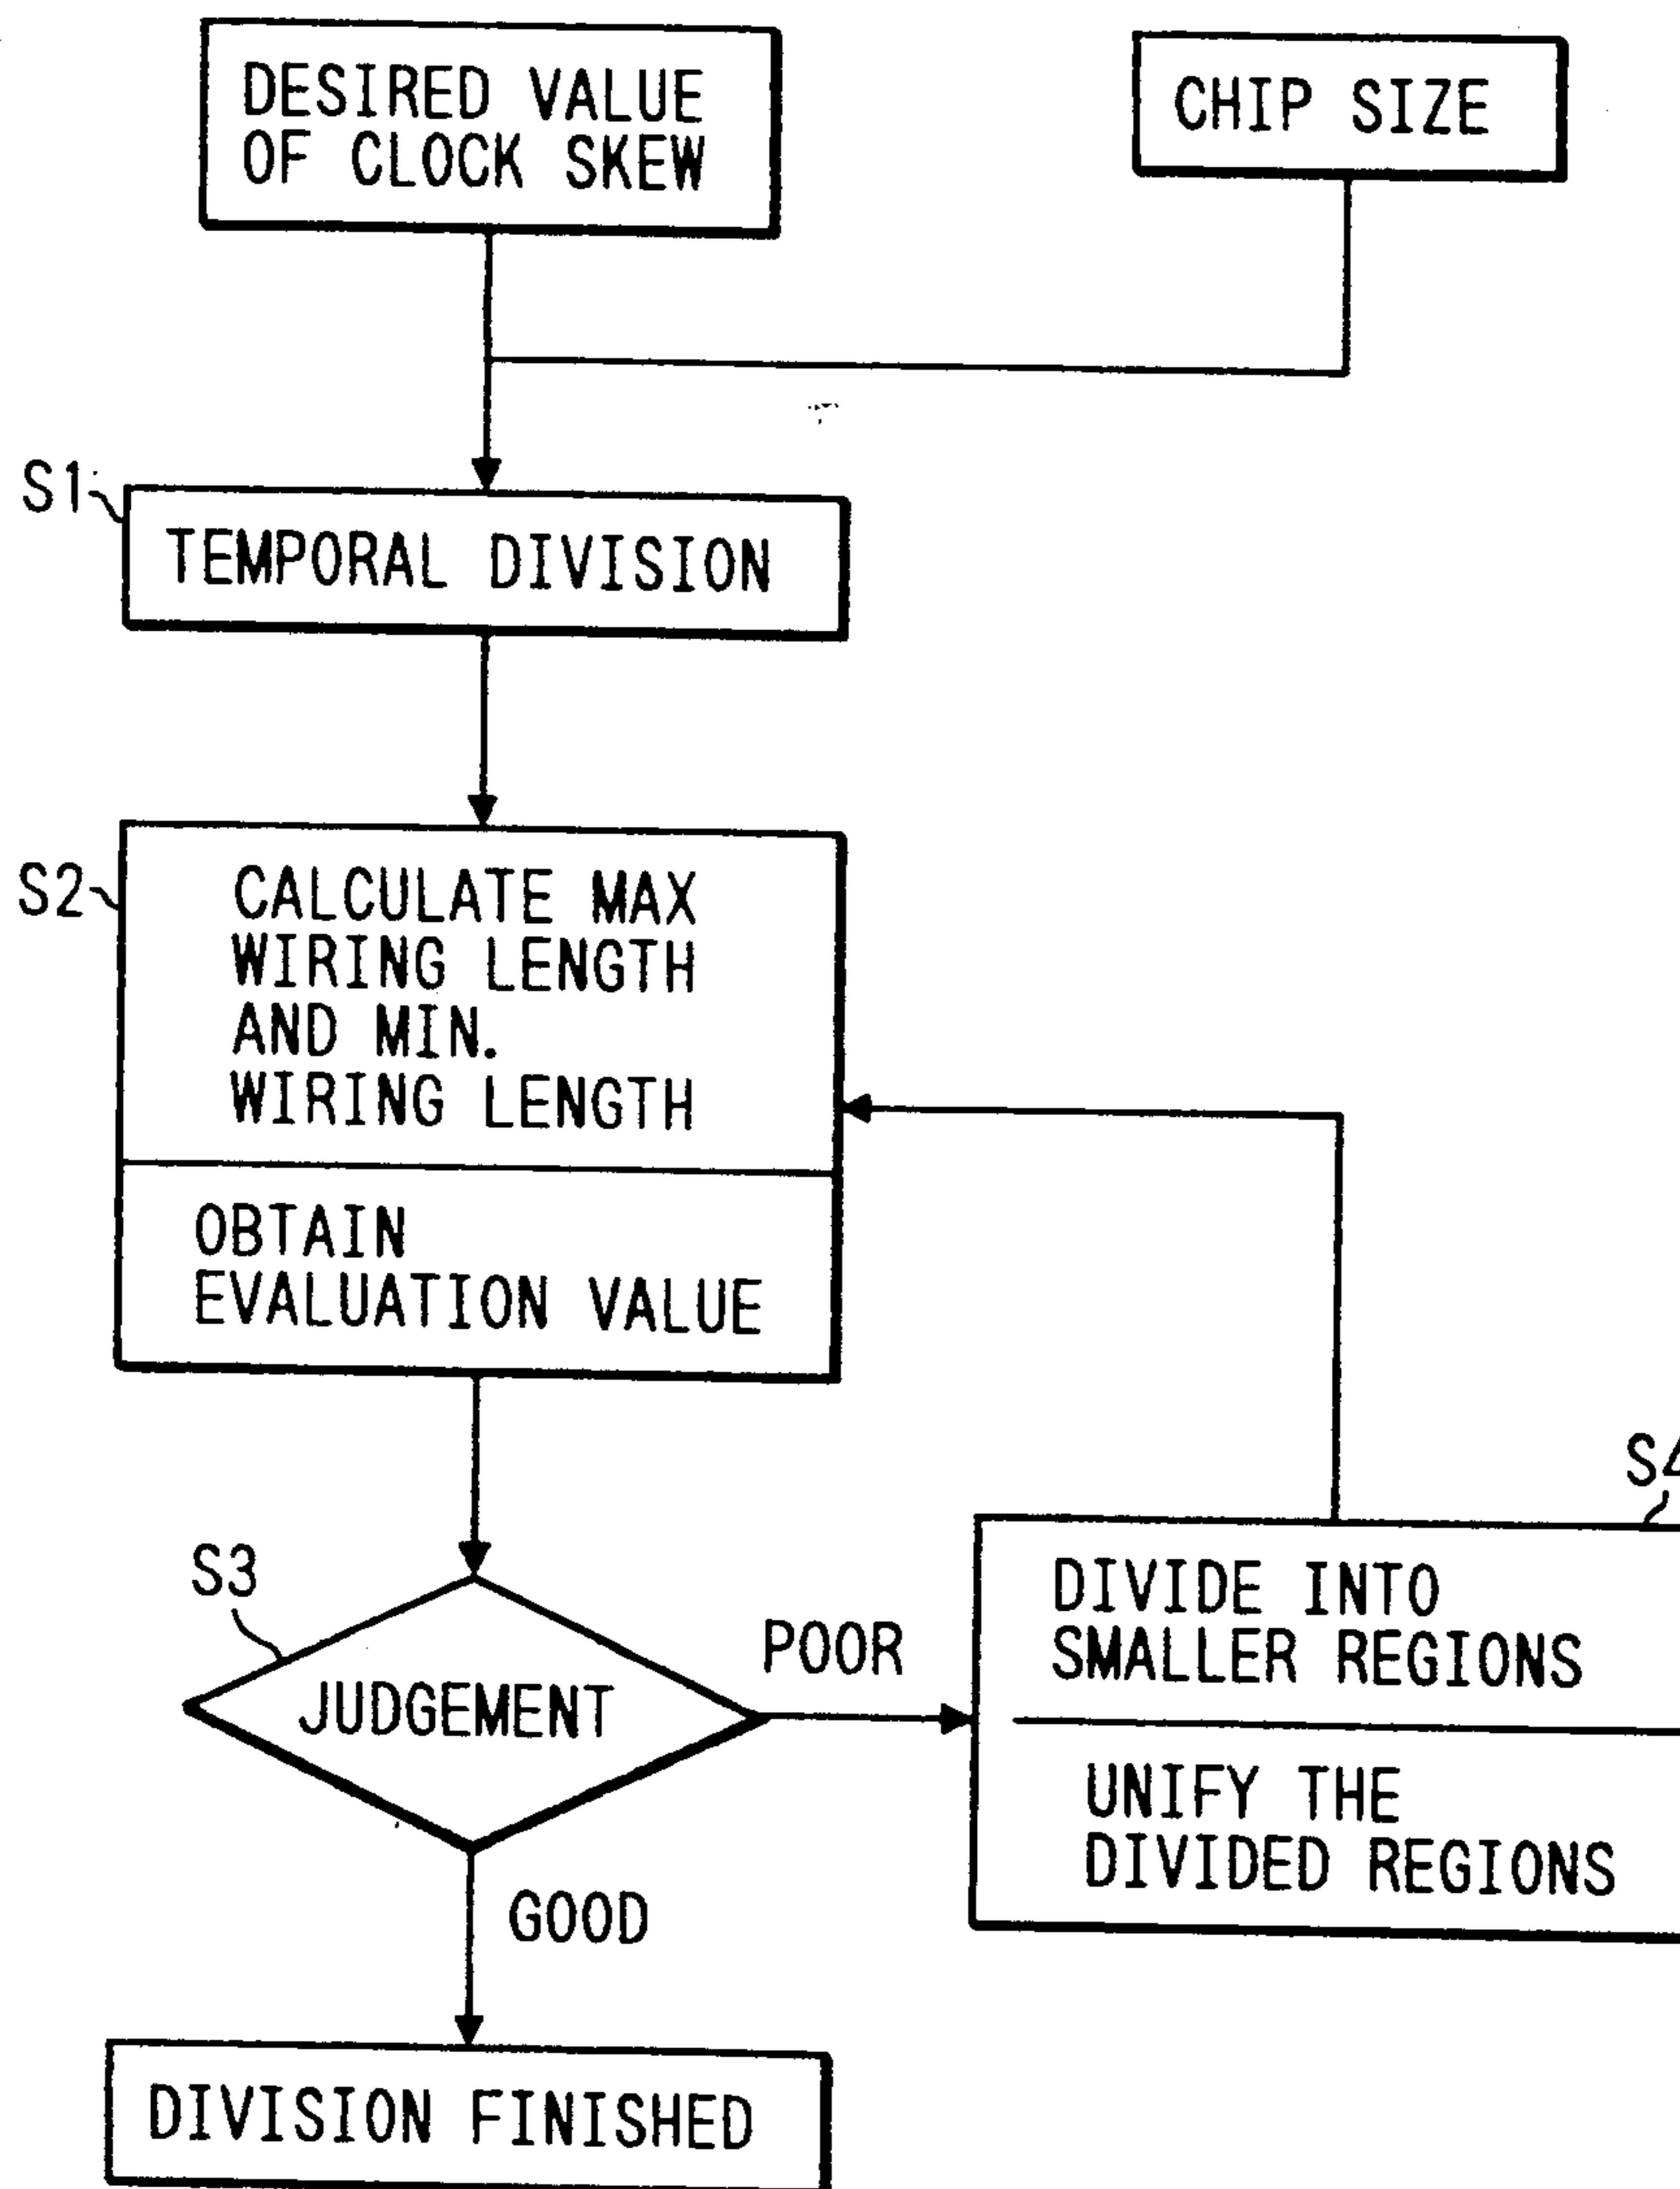 DESIRED VALUE
OF CLOCK SKEW
CHIP SIZE
S1
TEMPORAL DIVISION
S2
CALCULATE MAX
WIRING LENGTH
AND MIN.
WIRING LENGTH
OBTAIN
EVALUATION VALUE
S3
JUDGEMENT
POOR
S4
DIVIDE INTO
SMALLER REGIONS
UNIFY THE
DIVIDED REGIONS
GOOD
DIVISION FINISHED